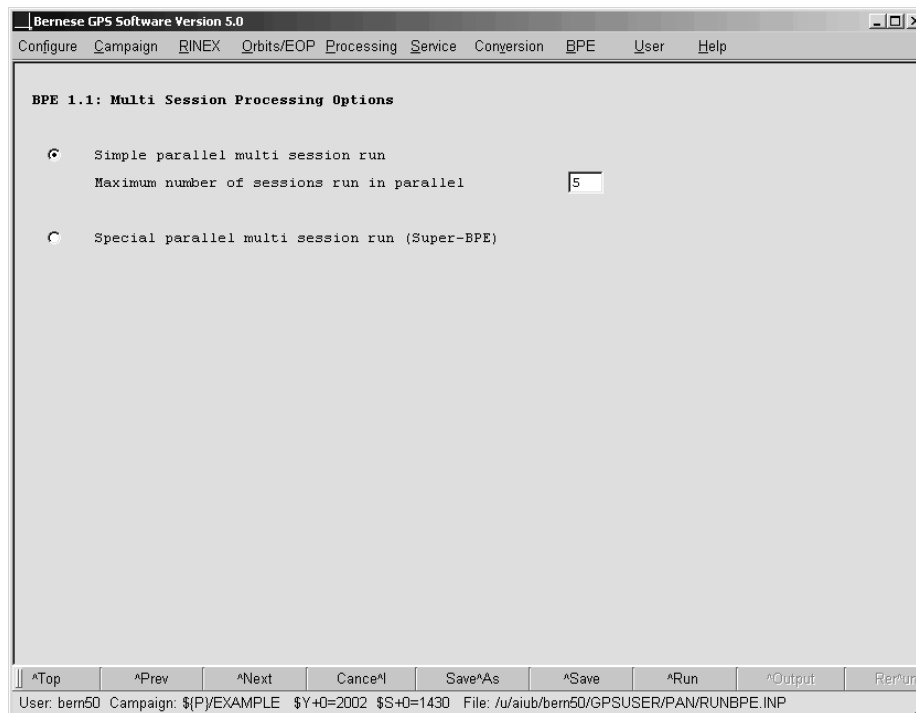 Bernese GPS Software Version 5.0
Configure Campaign RINEX Orbits/EOP Processing Service Conversion BPE User Help
BPE 1.1: Multi Session Processing Options
Simple parallel multi session run
Maximum number of sessions run in parallel 5
Special parallel multi session run (Super-BPE)
^Top ^Prev ^Next Cance^l Save^As ^Save ^Run ^Output Rer^un
User: bern50 Campaign: ${P}/EXAMPLE $Y+0=2002 $S+0=1430 File: /u/aiub/bern50/GPSUSER/PAN/RUNBPE.INP